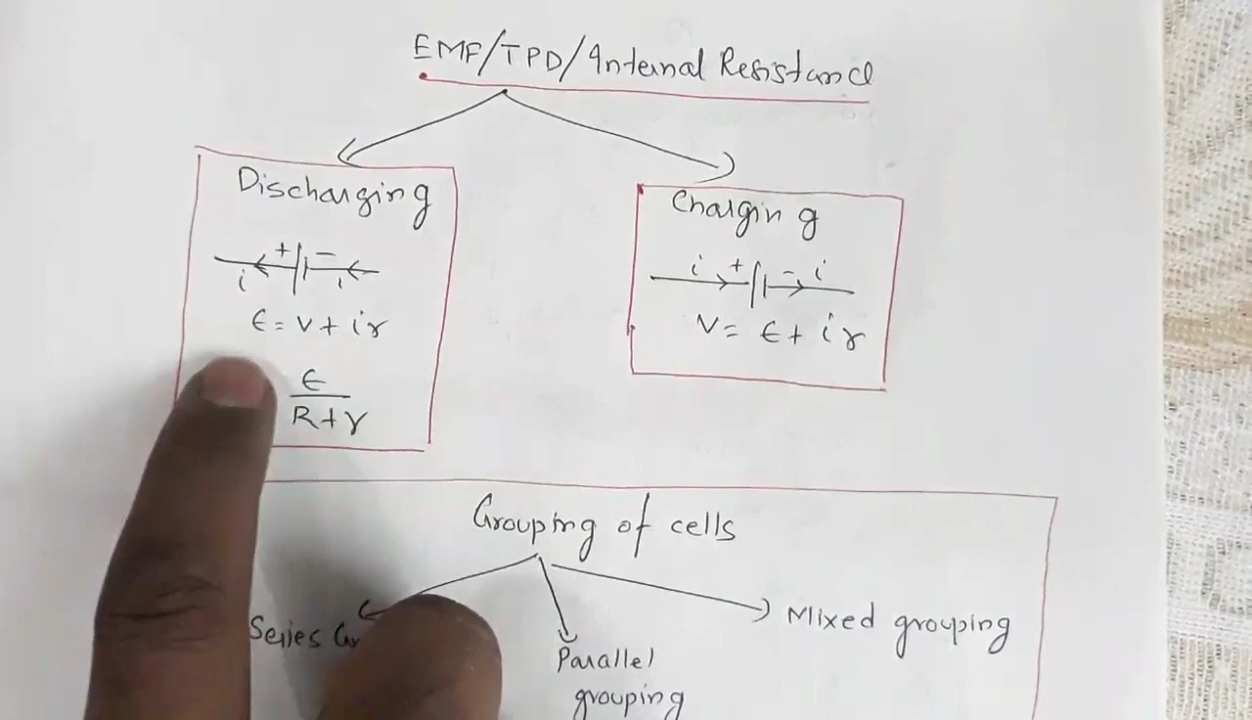 EMF/TPD/Internal Resistance
Discharging
+ -
i i
ϵ = V + ir
ϵ
R+r
Charging
i + - i
V = ϵ + ir
Grouping of cells
Series
Parallel
grouping
Mixed grouping